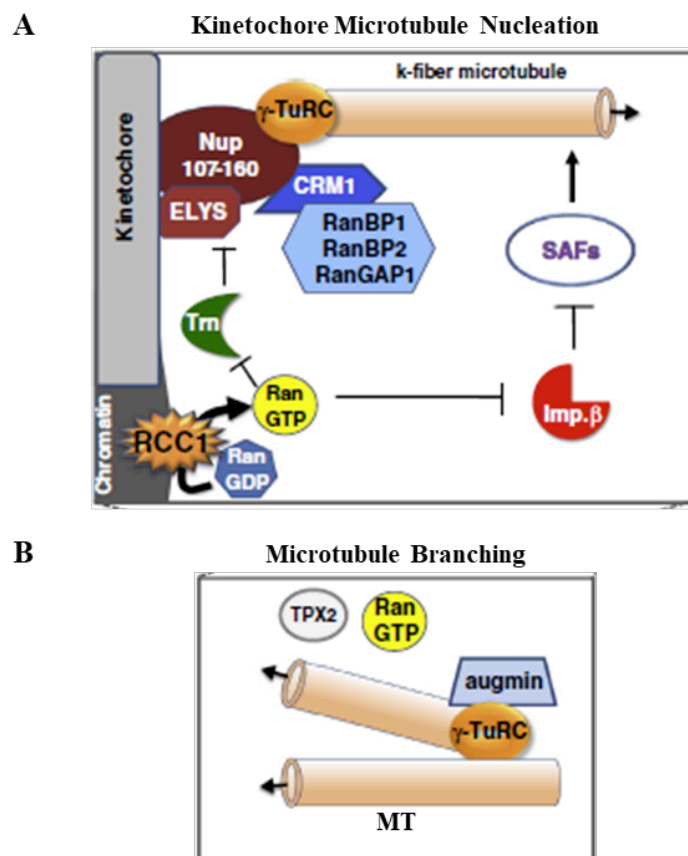 A
Kinetochore Microtubule Nucleation
k-fiber microtubule
γ-TuRC
Nup
107-160
CRM1
ELYS
RanBP1
RanBP2
RanGAP1
SAFs
Kinetochore
Trn
Ran
GTP
Imp.β
Chromatin
RCC1
Ran
GDP
B
Microtubule Branching
TPX2
Ran
GTP
augmin
γ-TuRC
MT